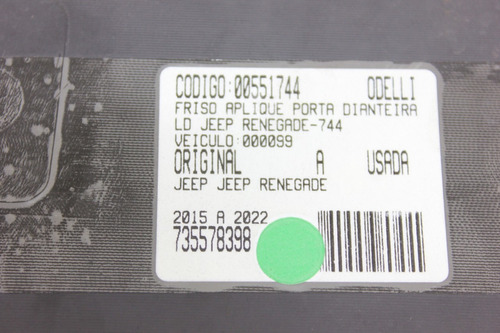 CODIGO:00551744 ODELLI
FRISO APLIQUE PORTA DIANTEIRA
LD JEEP RENEGADE-744
VEICULO:000099
ORIGINAL A USADA
JEEP JEEP RENEGADE
2015 A 2022
735578398